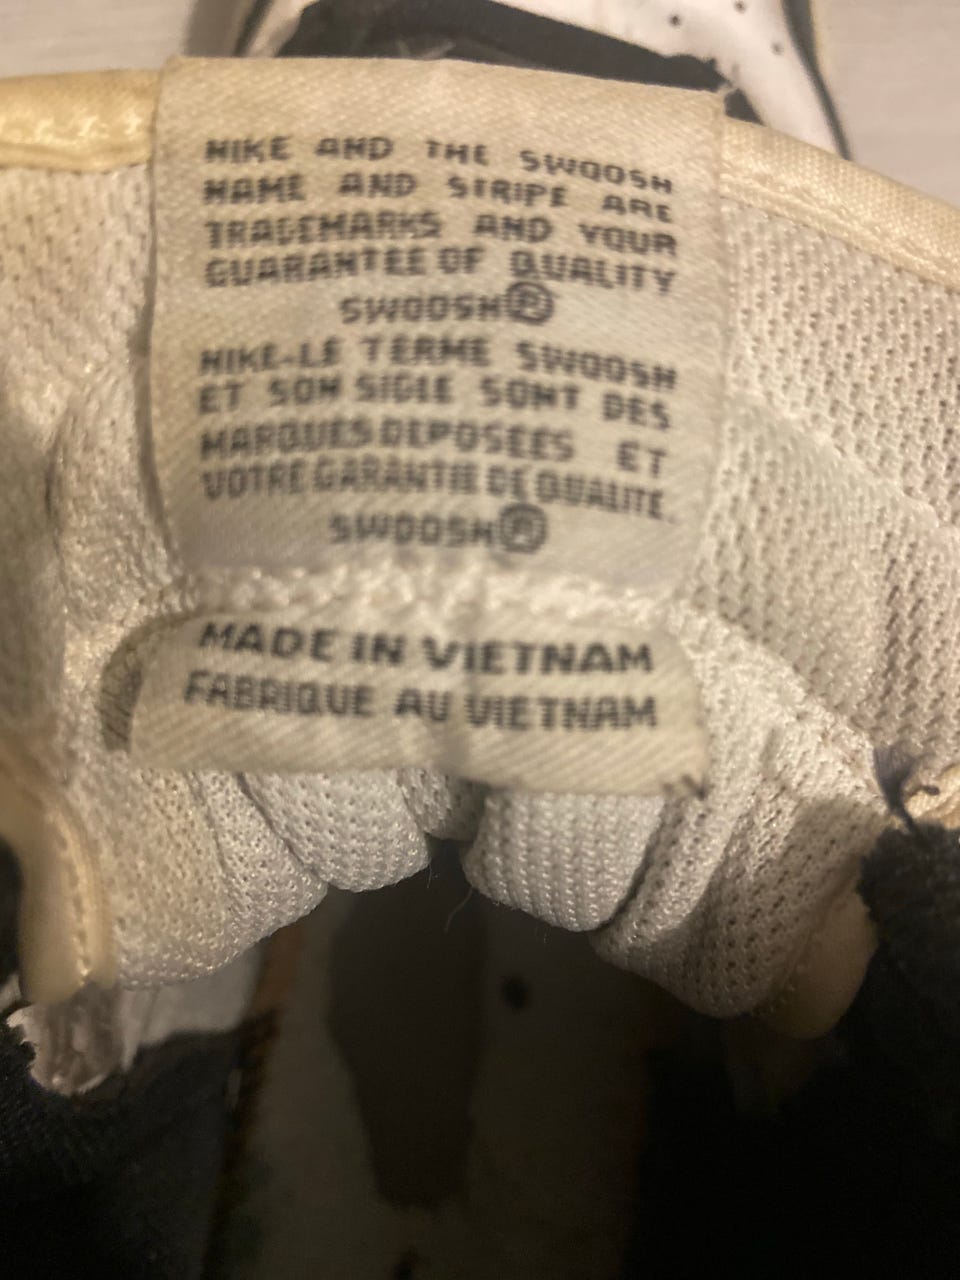 NIKE AND THE SWOOSH
NAME AND STRIPE ARE
TRADEMARKS AND YOUR
GUARANTEE OF QUALITY
SWOOSH®
NIKE-LE TERME SWOOSH
ET SON SIGLE SONT DES
MARQUES DEPOSEES ET
VOTRE GARANTIE DE QUALITE.
SWOOSH®
MADE IN VIETNAM
FABRIQUE AU VIETNAM